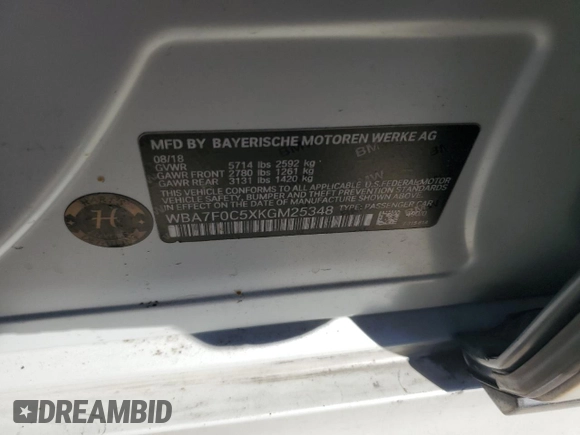 MFD BY BAYERISCHE MOTOREN WERKE AG
08/18
GVWR 5714 lbs 2592 kg
GAWR FRONT 2780 lbs 1261 kg
GAWR REAR 3131 lbs 1420 kg
THIS VEHICLE CONFORMS TO ALL APPLICABLE U.S. FEDERAL MOTOR
VEHICLE SAFETY, BUMPER, AND THEFT PREVENTION STANDARDS
IN EFFECT ON THE DATE OF MANUFACTURE SHOWN ABOVE.
WBA7F0C5XKGM25348 TYPE: PASSENGER CAR
H
DREAMBID